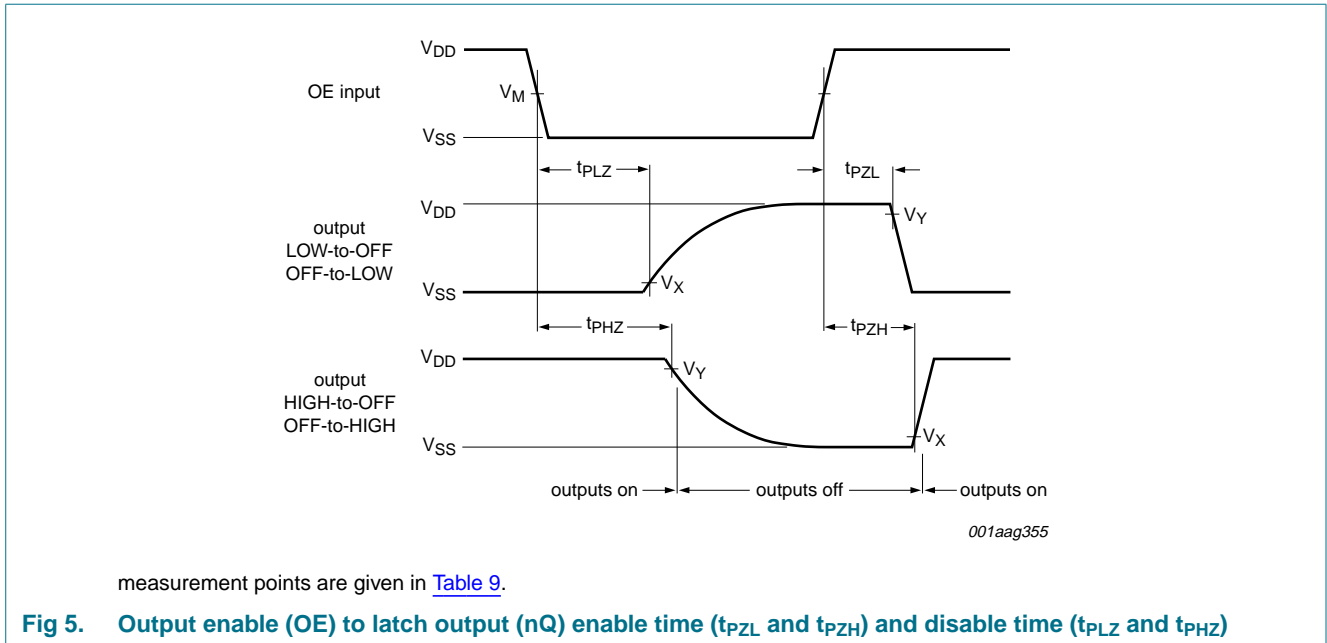 VDD
OE input
VM
VSS
tPLZ
tPZL
VDD
VY
output
LOW-to-OFF
OFF-to-LOW
VX
VSS
tPHZ
tPZH
VDD
VY
output
HIGH-to-OFF
OFF-to-HIGH
VX
VSS
outputs on
outputs off
outputs on
001aag355
measurement points are given in Table 9.
Fig 5. Output enable (OE) to latch output (nQ) enable time (tPZL and tPZH) and disable time (tPLZ and tPHZ)